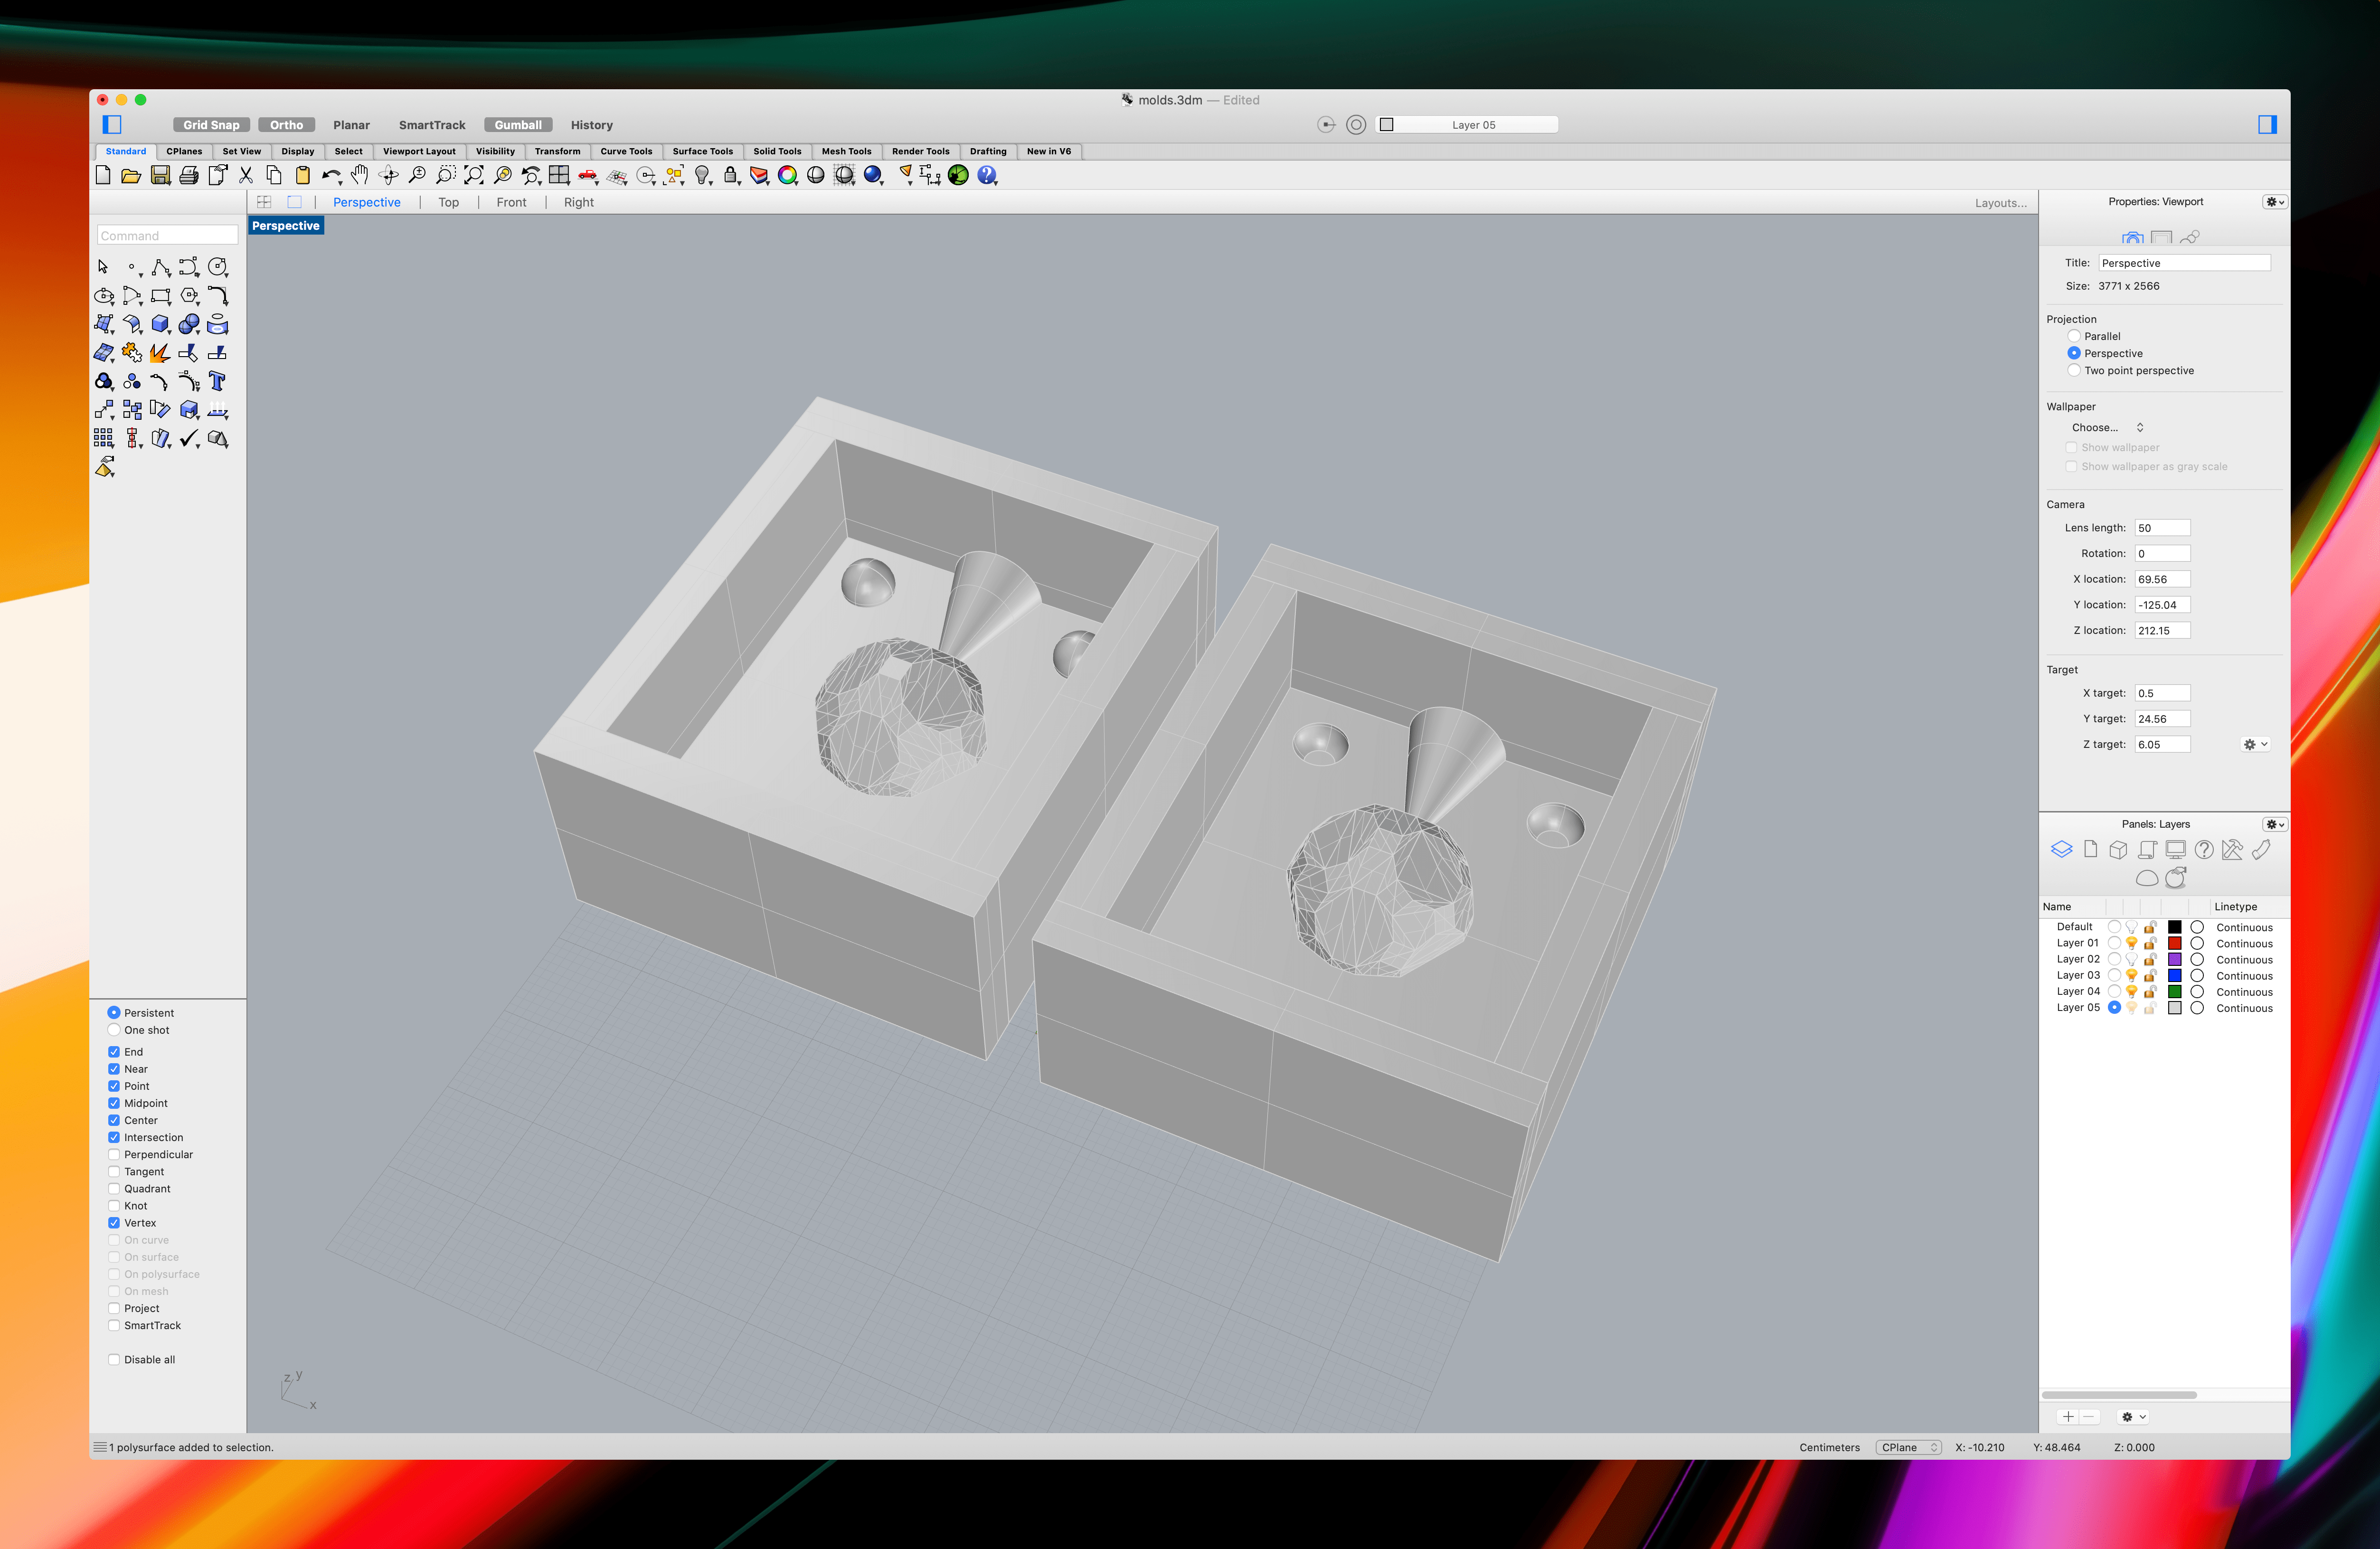 molds.3dm — Edited
Grid Snap Ortho Planar SmartTrack Gumball History Layer 05
Standard CPlanes Set View Display Select Viewport Layout Visibility Transform Curve Tools Surface Tools Solid Tools Mesh Tools Render Tools Drafting New in V6
Perspective Top Front Right Layouts...
Perspective
Command
Persistent
One shot
End
Near
Point
Midpoint
Center
Intersection
Perpendicular
Tangent
Quadrant
Knot
Vertex
On curve
On surface
On polysurface
On mesh
Project
SmartTrack
Disable all
z y
x
Properties: Viewport
Title: Perspective
Size: 3771 x 2566
Projection
Parallel
Perspective
Two point perspective
Wallpaper
Choose...
Show wallpaper
Show wallpaper as gray scale
Camera
Lens length: 50
Rotation: 0
X location: 69.56
Y location: -125.04
Z location: 212.15
Target
X target: 0.5
Y target: 24.56
Z target: 6.05
Panels: Layers
Name Linetype
Default Continuous
Layer 01 Continuous
Layer 02 Continuous
Layer 03 Continuous
Layer 04 Continuous
Layer 05 Continuous
1 polysurface added to selection.
Centimeters CPlane X: -10.210 Y: 48.464 Z: 0.000